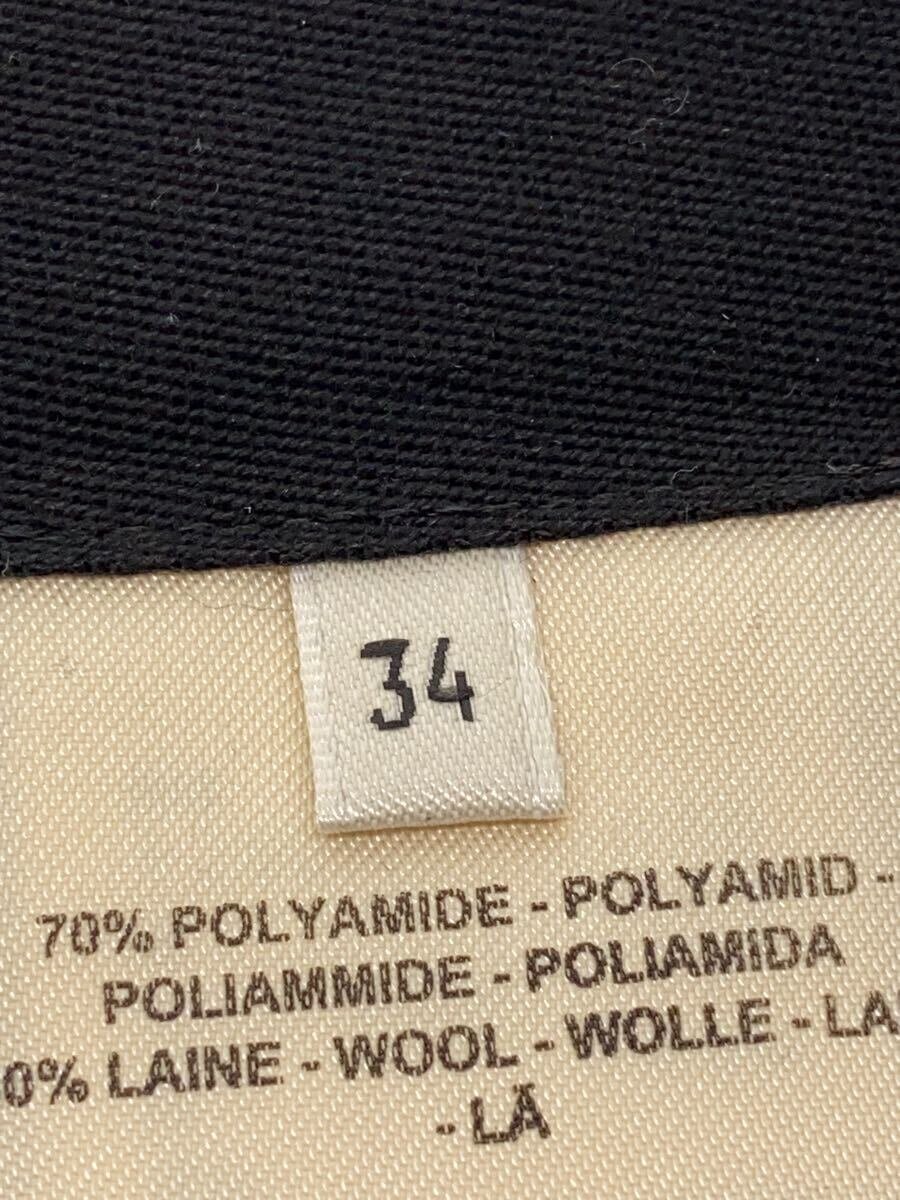 34
70% POLYAMIDE - POLYAMID -
POLIAMMIDE - POLIAMIDA
0% LAINE - WOOL - WOLLE - LA
- LÃ